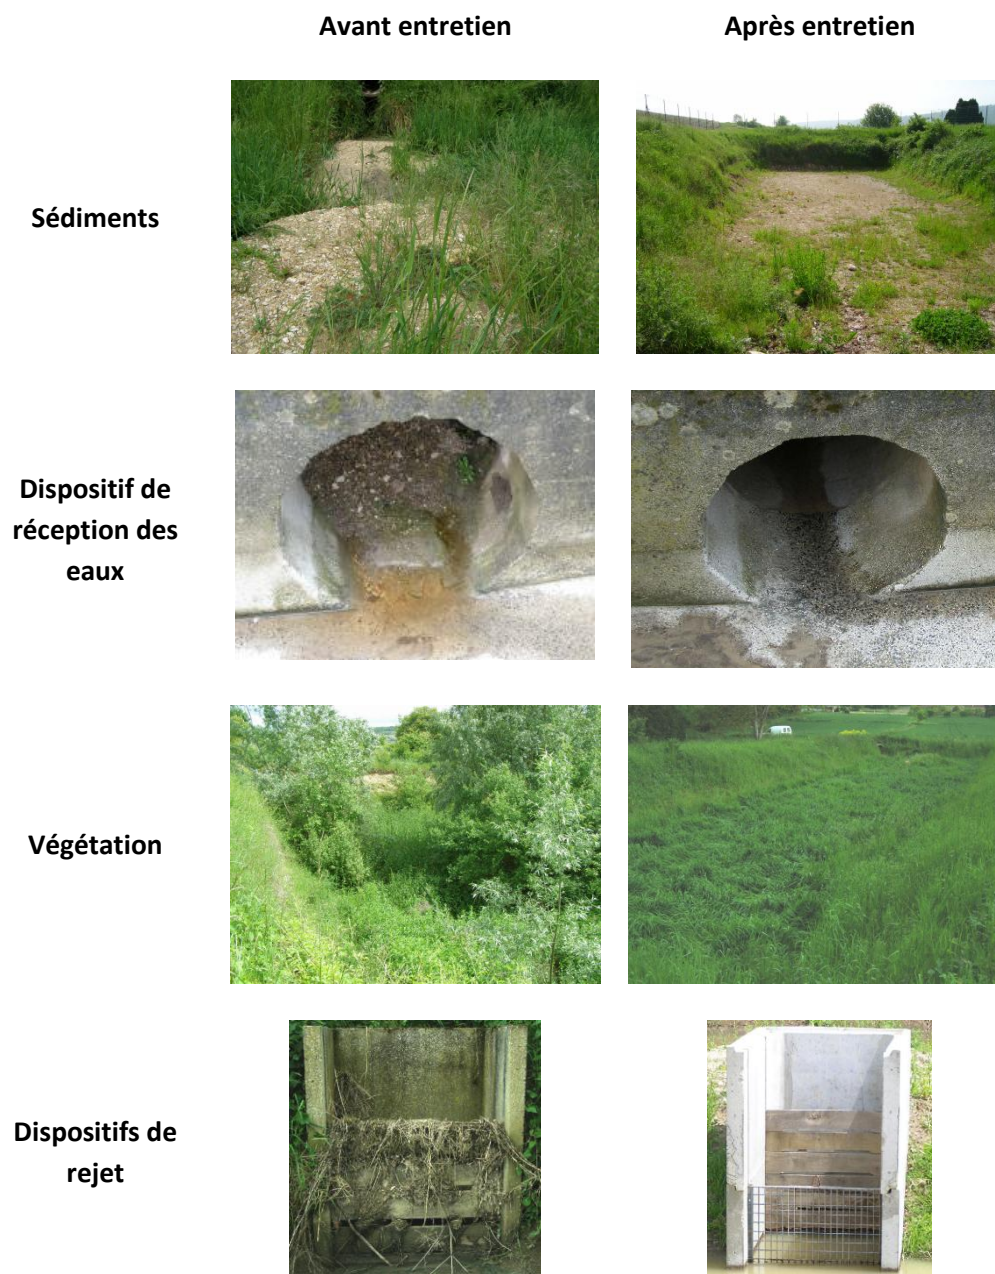 Avant entretien
Après entretien
Sédiments
Dispositif de
réception des
eaux
Végétation
Dispositifs de
rejet